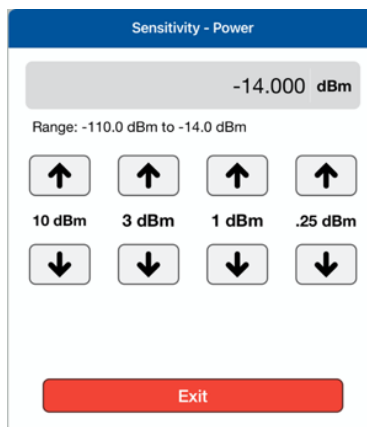 Sensitivity - Power
-14.000 dBm
Range: -110.0 dBm to -14.0 dBm
10 dBm 3 dBm 1 dBm .25 dBm
Exit